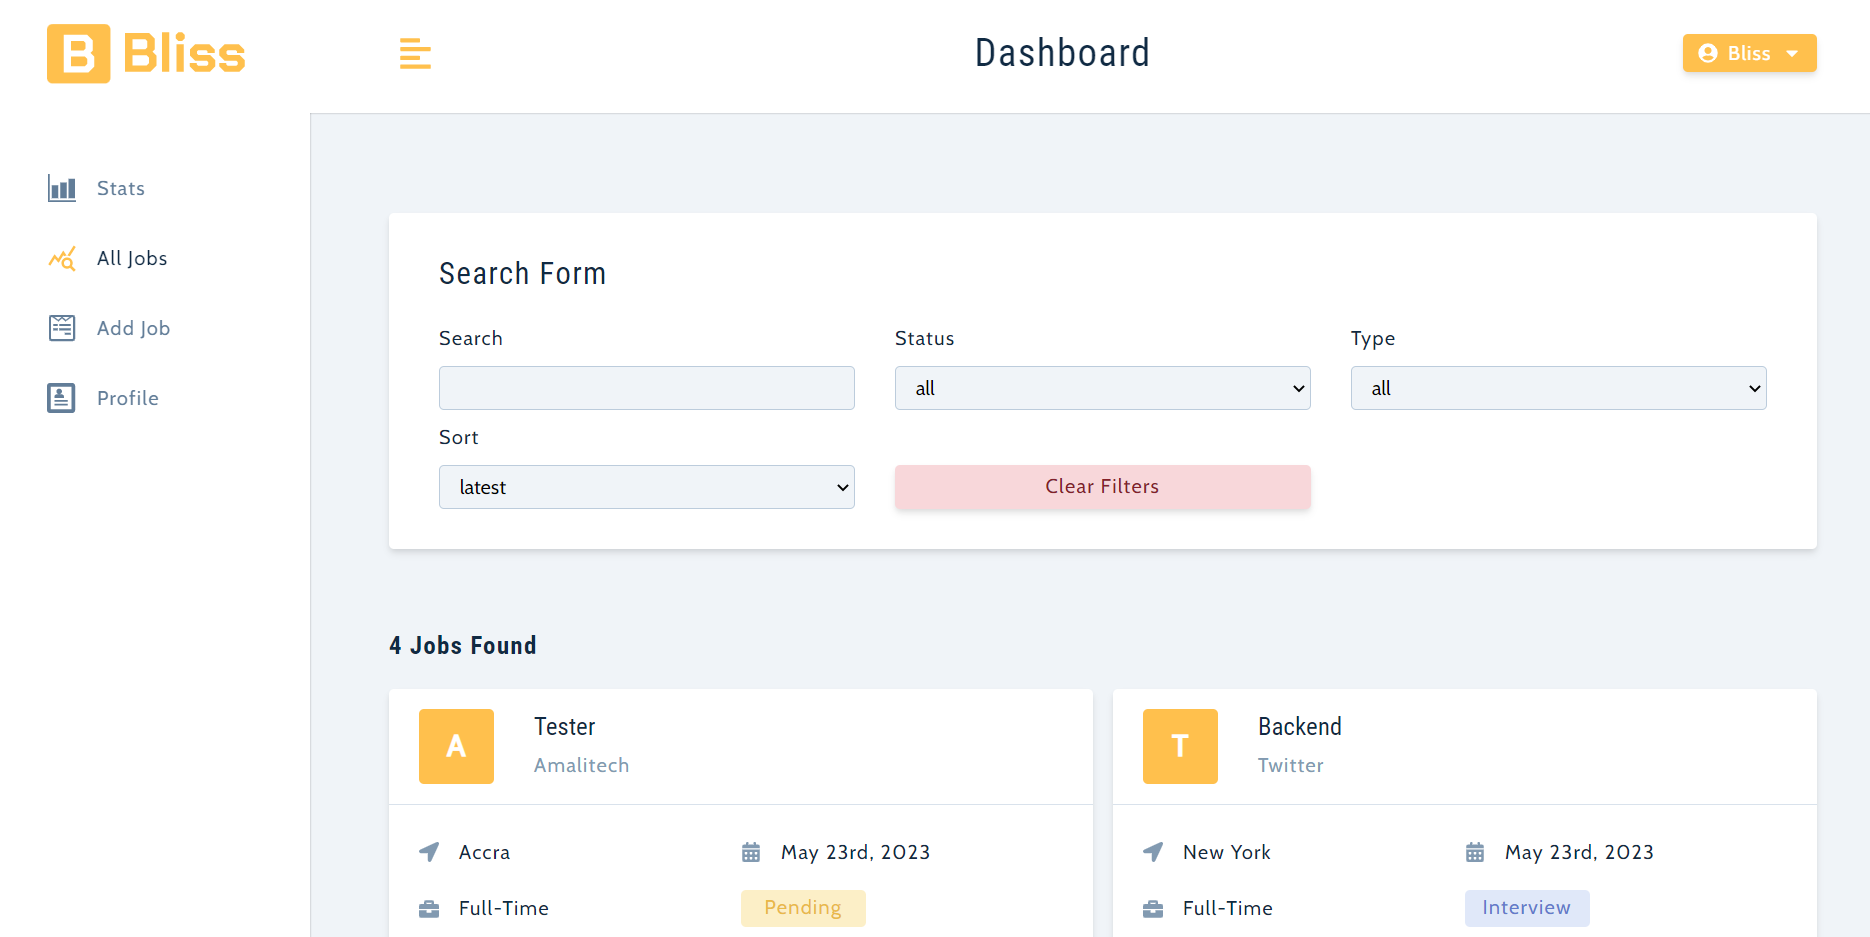 B Bliss
Dashboard
Bliss
Stats
All Jobs
Add Job
Profile
Search Form
Search
Status
Type
all
all
Sort
latest
Clear Filters
4 Jobs Found
A
Tester
Amalitech
Accra
May 23rd, 2023
Full-Time
Pending
T
Backend
Twitter
New York
May 23rd, 2023
Full-Time
Interview